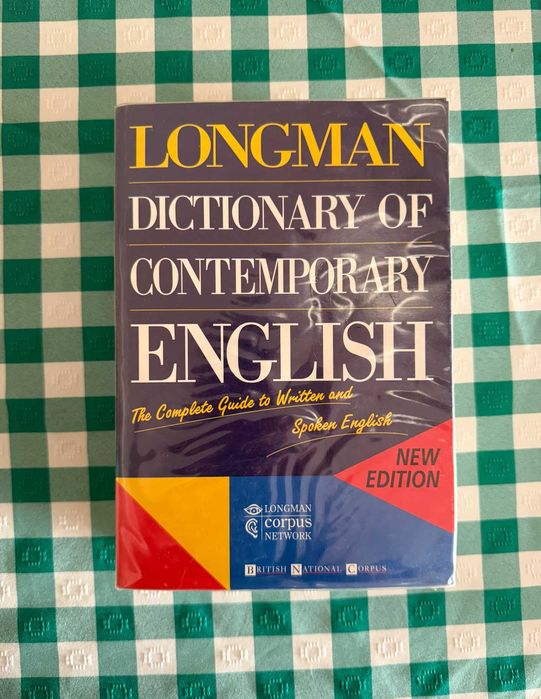 LONGMAN
DICTIONARY OF
CONTEMPORARY
ENGLISH
The Complete Guide to Written and
Spoken English
NEW
EDITION
LONGMAN
corpus
NETWORK
BRITISH NATIONAL CORPUS